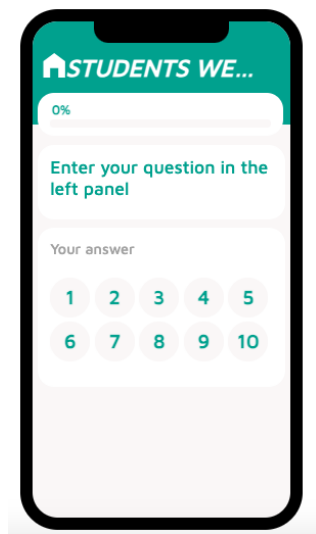 STUDENTS WE...
0%
Enter your question in the
left panel
Your answer
1 2 3 4 5
6 7 8 9 10